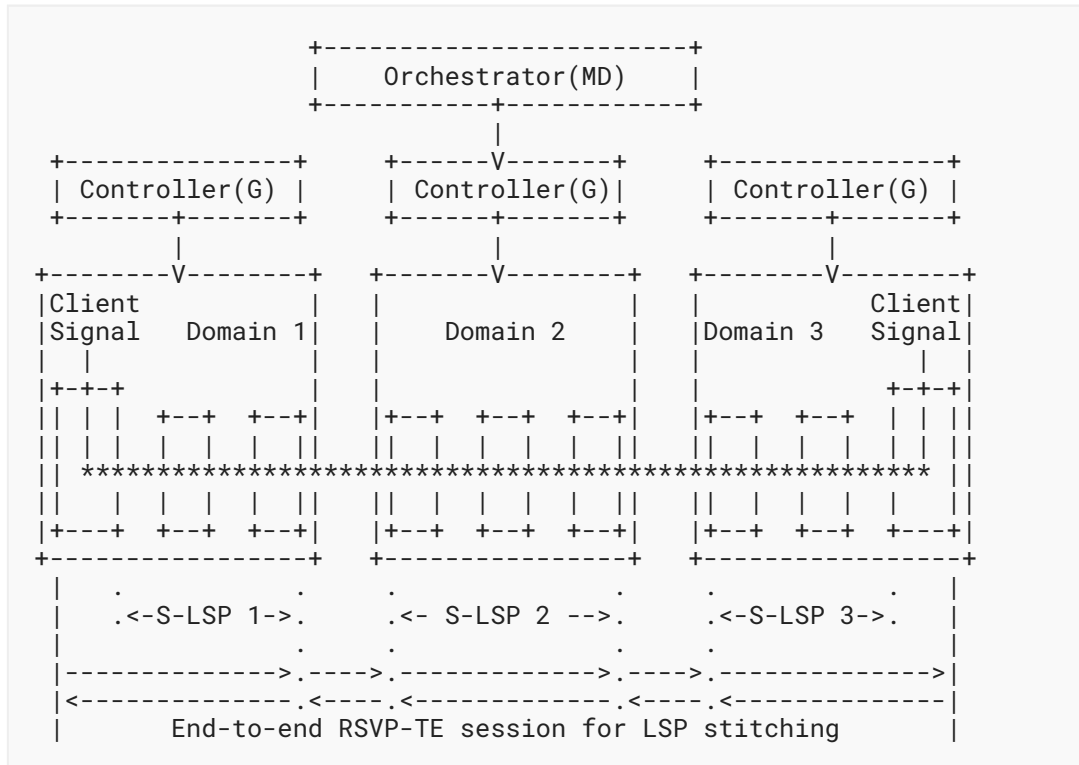 Orchestrator(MD)
Controller(G) Controller(G) Controller(G)
Client Client
Signal Domain 1 Domain 2 Domain 3 Signal
<-S-LSP 1-> <- S-LSP 2 --> <-S-LSP 3->
End-to-end RSVP-TE session for LSP stitching